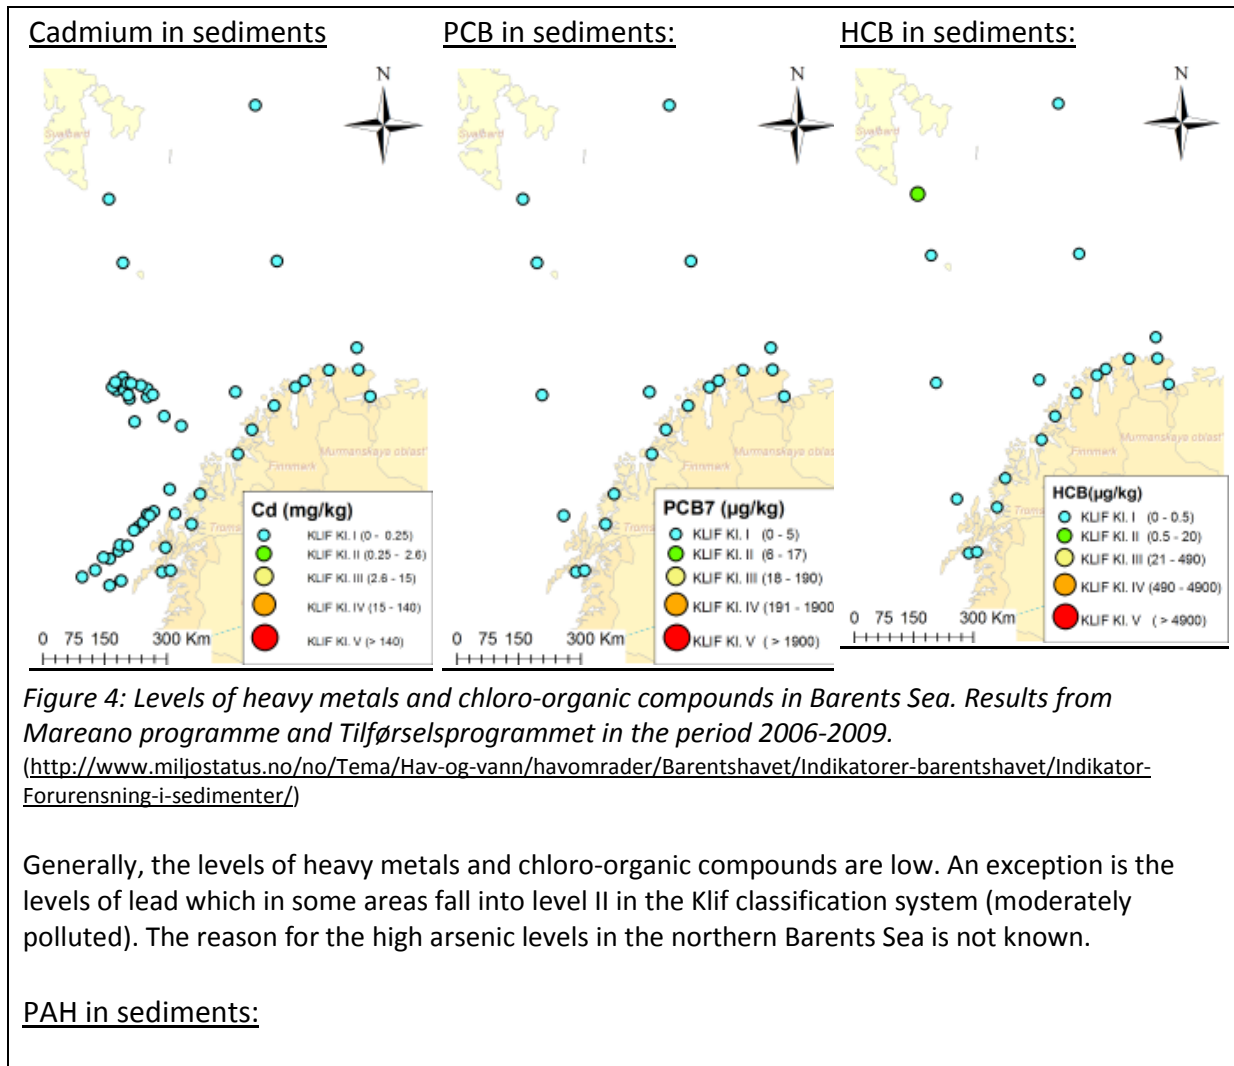 Cadmium in sediments
PCB in sediments:
HCB in sediments:
N
Svalbard
Finnmark
Murmanskaya oblast'
Troms
Cd (mg/kg)
KLIF Kl. I (0 - 0.25)
KLIF Kl. II (0.25 - 2.6)
KLIF Kl. III (2.6 - 15)
KLIF Kl. IV (15 - 140)
KLIF Kl. V (> 140)
0 75 150 300 Km
N
Svalbard
Finnmark
Murmanskaya oblast'
Troms
PCB7 (µg/kg)
KLIF Kl. I (0 - 5)
KLIF Kl. II (6 - 17)
KLIF Kl. III (18 - 190)
KLIF Kl. IV (191 - 1900)
KLIF Kl. V ( > 1900)
0 75 150 300 Km
N
Svalbard
Finnmark
Murmanskaya oblast'
Troms
HCB(µg/kg)
KLIF Kl. I (0 - 0.5)
KLIF Kl. II (0.5 - 20)
KLIF Kl. III (21 - 490)
KLIF Kl. IV (490 - 4900)
KLIF Kl. V ( > 4900)
0 75 150 300 Km
Figure 4: Levels of heavy metals and chloro-organic compounds in Barents Sea. Results from
Mareano programme and Tilførselsprogrammet in the period 2006-2009.
(http://www.miljostatus.no/no/Tema/Hav-og-vann/havomrader/Barentshavet/Indikatorer-barentshavet/Indikator-
Forurensning-i-sedimenter/)
Generally, the levels of heavy metals and chloro-organic compounds are low. An exception is the
levels of lead which in some areas fall into level II in the Klif classification system (moderately
polluted). The reason for the high arsenic levels in the northern Barents Sea is not known.
PAH in sediments: